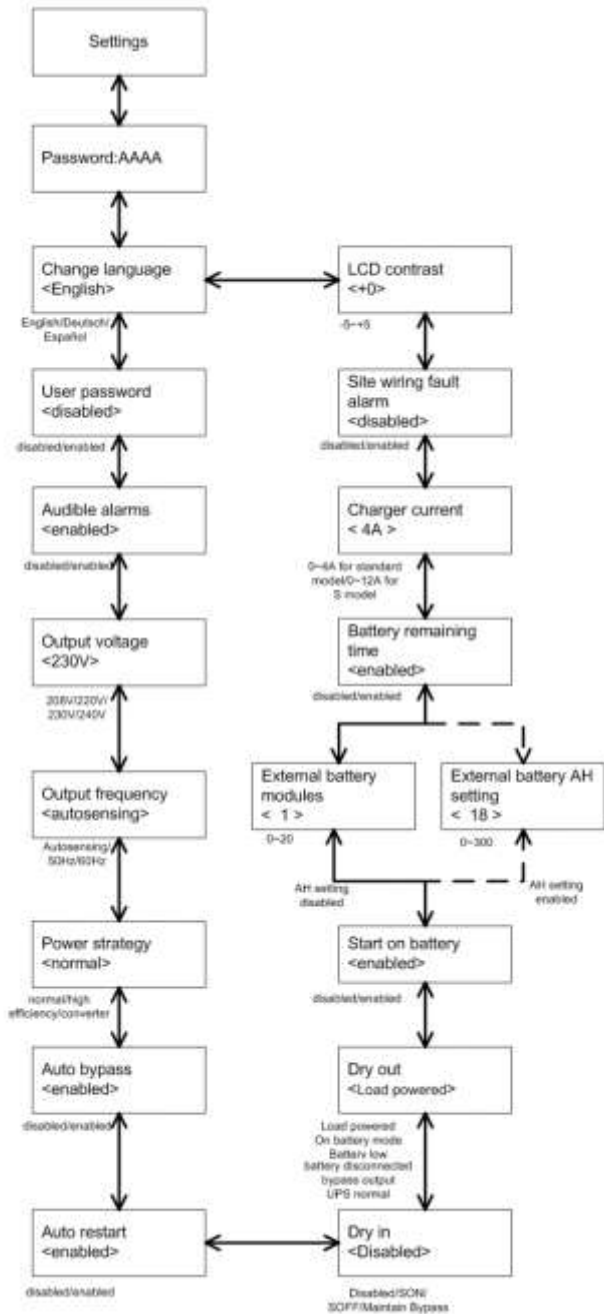 Settings
Password:AAAA
Change language
<English>
English/Deutsch/
Español
User password
<disabled>
disabled/enabled
Audible alarms
<enabled>
disabled/enabled
Output voltage
<230V>
208V/220V/
230V/240V
Output frequency
<autosensing>
Autosensing/
50Hz/60Hz
Power strategy
<normal>
normal/high
efficiency/converter
Auto bypass
<enabled>
disabled/enabled
Auto restart
<enabled>
disabled/enabled
LCD contrast
<+0>
-5~+5
Site wiring fault
alarm
<disabled>
disabled/enabled
Charger current
< 4A >
0~4A for standard
model/0~12A for
S model
Battery remaining
time
<enabled>
disabled/enabled
External battery
modules
< 1 >
0~20
AH setting
disabled
External battery AH
setting
< 18 >
0~300
AH setting
enabled
Start on battery
<enabled>
disabled/enabled
Dry out
<Load powered>
Load powered
On battery mode
Battery low
battery disconnected
bypass output
UPS normal
Dry in
<Disabled>
Disabled/SON/
SOFF/Maintain Bypass